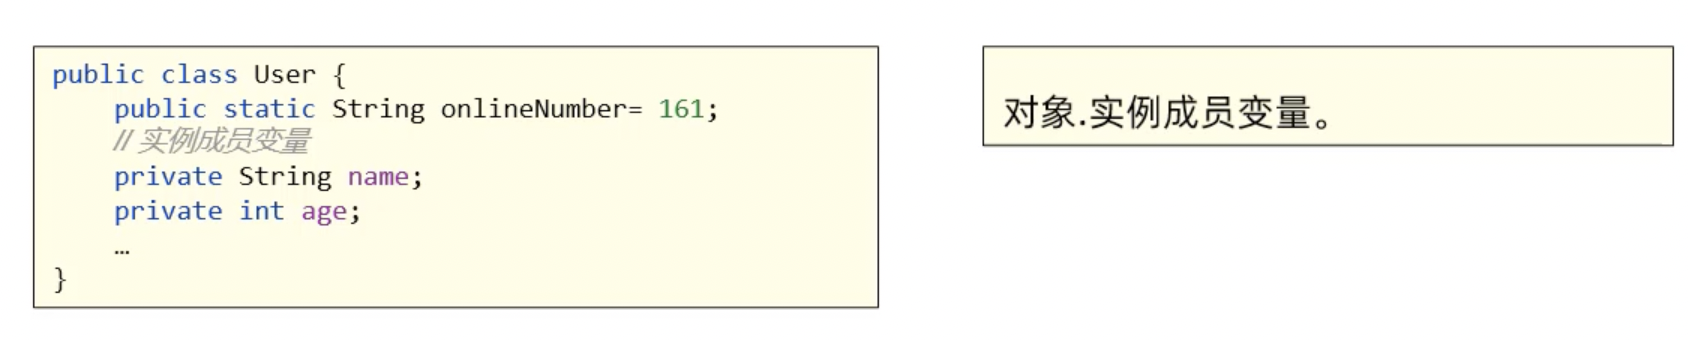 public class User {
    public static String onlineNumber= 161;
    // 实例成员变量
    private String name;
    private int age;
    …
}
对象.实例成员变量。